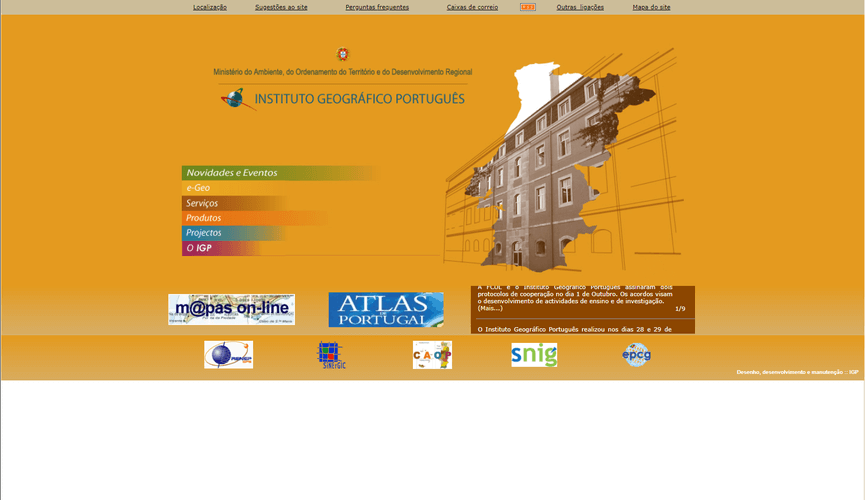 Localização Sugestões ao site Perguntas frequentes Caixas de correio Outras ligações Mapa do site
Ministério do Ambiente, do Ordenamento do Território e do Desenvolvimento Regional
INSTITUTO GEOGRÁFICO PORTUGUÊS
Novidades e Eventos
e-Geo
Serviços
Produtos
Projectos
O IGP
A FCUL e o Instituto Geográfico Português assinaram dois
protocolos de cooperação no dia 1 de Outubro. Os acordos visam
o desenvolvimento de actividades de ensino e de investigação.
(Mais...) 1/9
m@pas on-line
ATLAS
DE
PORTUGAL
O Instituto Geográfico Português realizou nos dias 28 e 29 de
SiNErGIC
CAOP
snig
epcg
Desenho, desenvolvimento e manutenção :: IGP